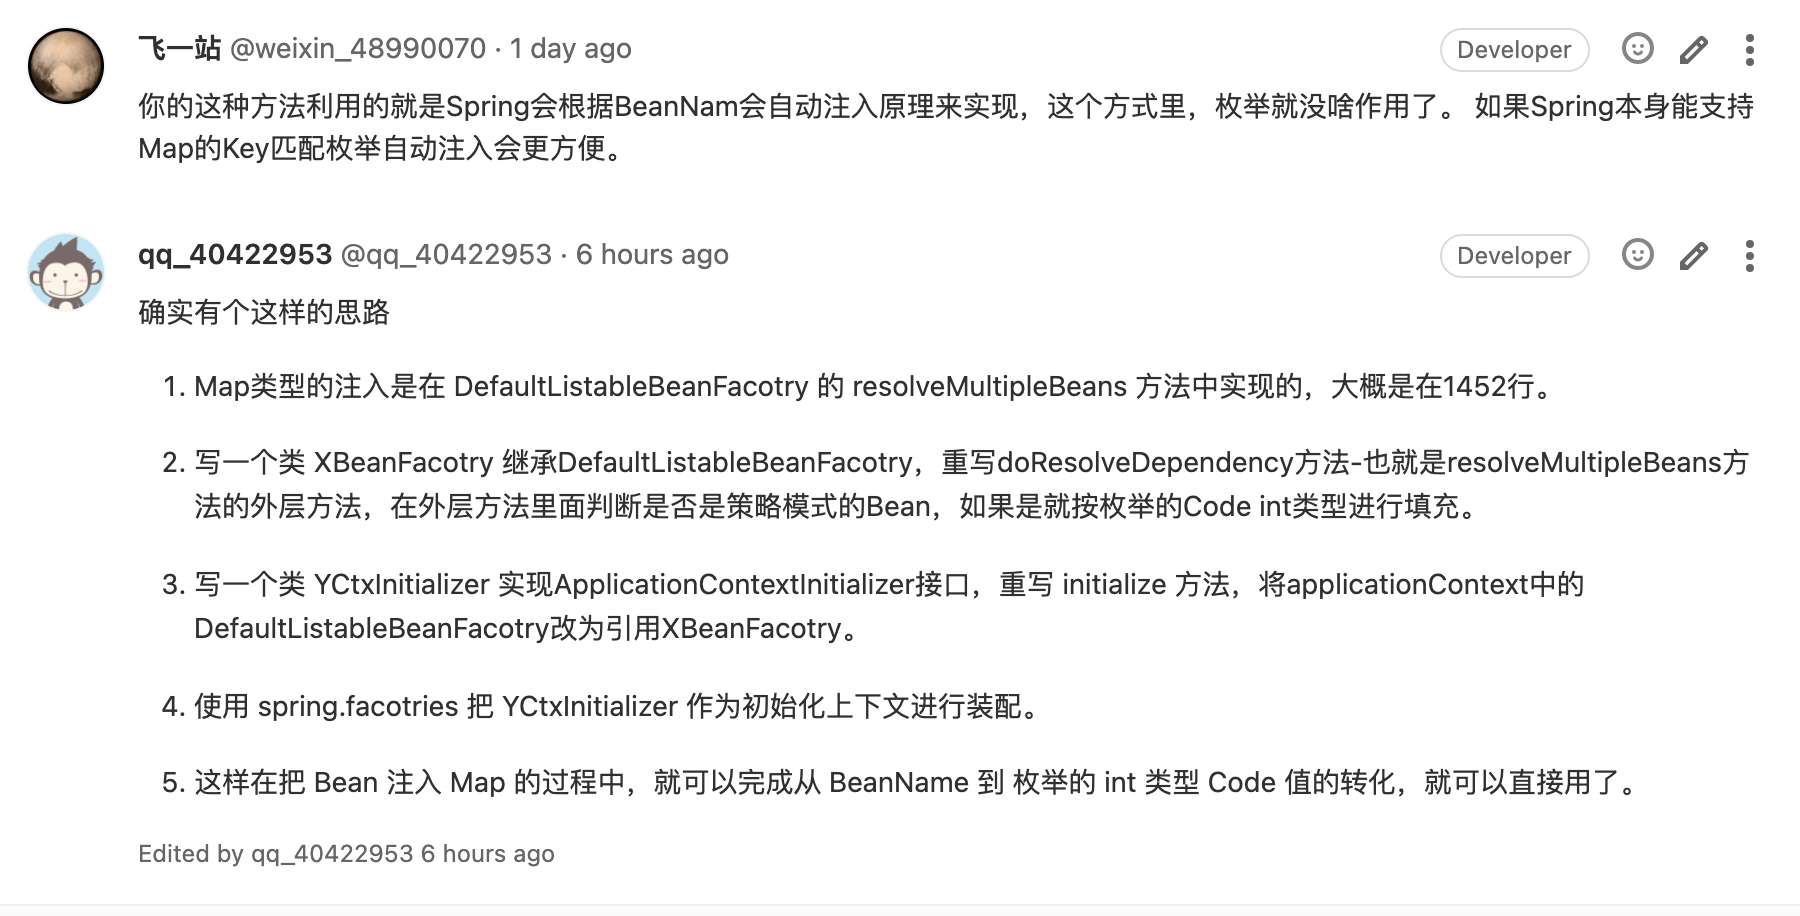 飞一站 @weixin_48990070 · 1 day ago
Developer
你的这种方法利用的就是Spring会根据BeanNam会自动注入原理来实现，这个方式里，枚举就没啥作用了。 如果Spring本身能支持
Map的Key匹配枚举自动注入会更方便。
qq_40422953 @qq_40422953 · 6 hours ago
Developer
确实有个这样的思路
1. Map类型的注入是在 DefaultListableBeanFacotry 的 resolveMultipleBeans 方法中实现的，大概是在1452行。
2. 写一个类 XBeanFacotry 继承DefaultListableBeanFacotry，重写doResolveDependency方法-也就是resolveMultipleBeans方
法的外层方法，在外层方法里面判断是否是策略模式的Bean，如果是就按枚举的Code int类型进行填充。
3. 写一个类 YCtxInitializer 实现ApplicationContextInitializer接口，重写 initialize 方法，将applicationContext中的
DefaultListableBeanFacotry改为引用XBeanFacotry。
4. 使用 spring.facotries 把 YCtxInitializer 作为初始化上下文进行装配。
5. 这样在把 Bean 注入 Map 的过程中，就可以完成从 BeanName 到 枚举的 int 类型 Code 值的转化，就可以直接用了。
Edited by qq_40422953 6 hours ago